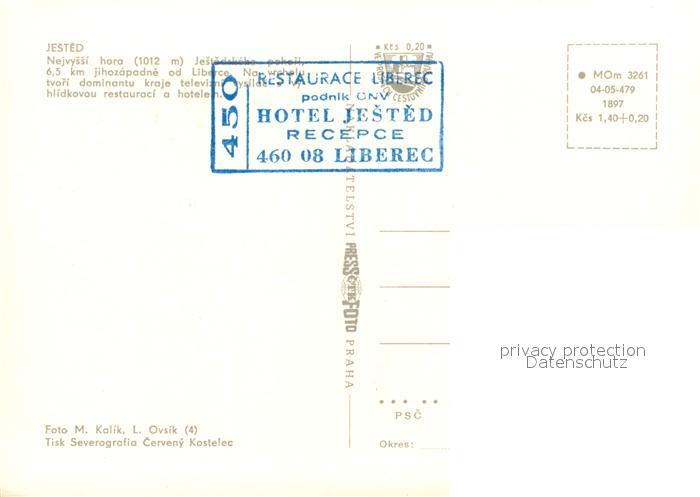 JEŠTĚD
Nejvyšší hora (1012 m) Ještědského pohoří,
6,5 km jihozápadně od Liberce. Na vrcholu
tvoří dominantu kraje televizní vysílač s vy-
hlídkovou restaurací a hotelem.
450
RESTAURACE LIBEREC
podnik ONV
HOTEL JEŠTĚD
RECEPCE
460 08 LIBEREC
Kčs 0,20
MOm 3261
04-05-479
1897
Kčs 1,40+0,20
NAKLADATELSTVÍ PRESSFOTO PRAHA
privacy protection
Datenschutz
PSČ
Okres:
Foto M. Kalík, L. Ovsík (4)
Tisk Severografia Červený Kostelec